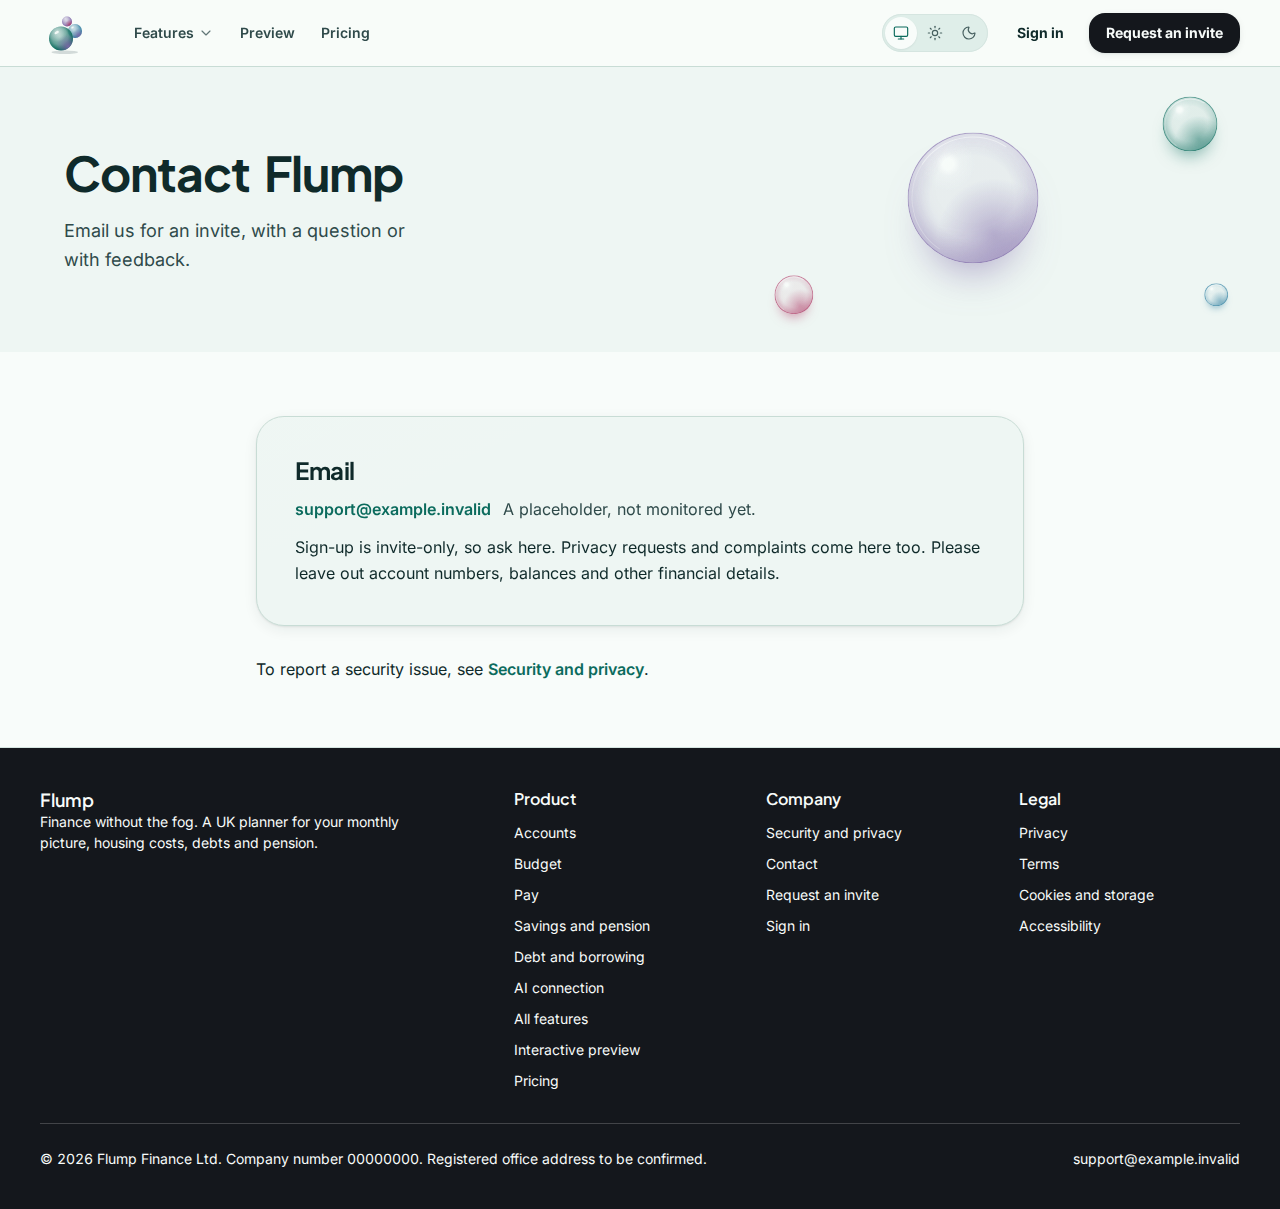 Features
Preview
Pricing
Sign in
Request an invite
Contact Flump
Email us for an invite, with a question or
with feedback.
Email
support@example.invalid A placeholder, not monitored yet.
Sign-up is invite-only, so ask here. Privacy requests and complaints come here too. Please
leave out account numbers, balances and other financial details.
To report a security issue, see Security and privacy.
Flump
Finance without the fog. A UK planner for your monthly
picture, housing costs, debts and pension.
Product
Accounts
Budget
Pay
Savings and pension
Debt and borrowing
AI connection
All features
Interactive preview
Pricing
Company
Security and privacy
Contact
Request an invite
Sign in
Legal
Privacy
Terms
Cookies and storage
Accessibility
© 2026 Flump Finance Ltd. Company number 00000000. Registered office address to be confirmed.
support@example.invalid